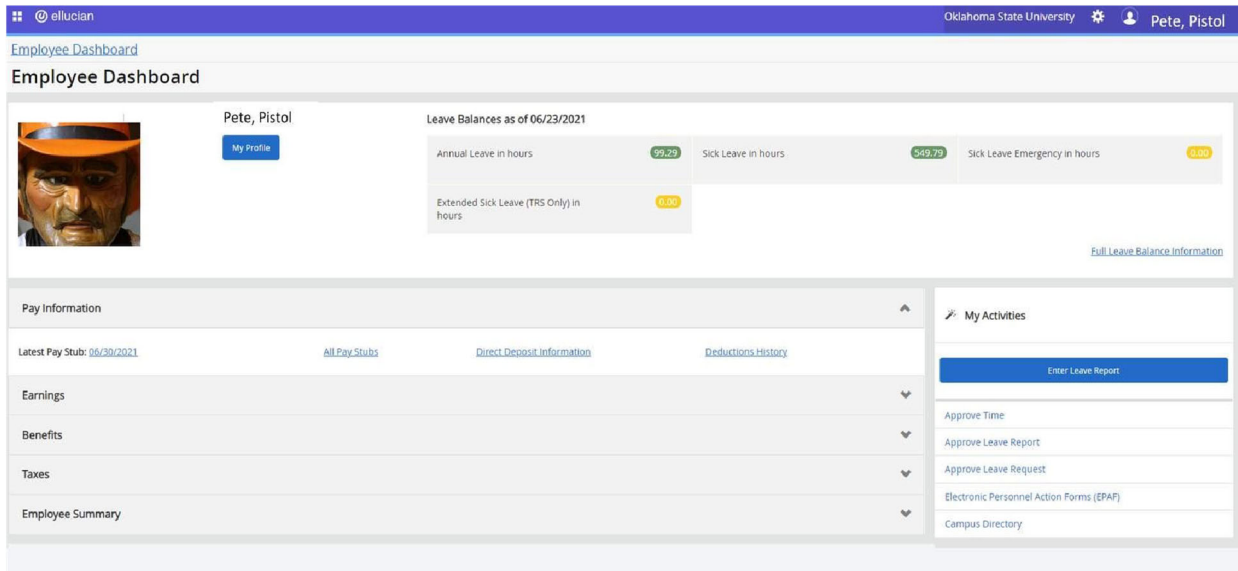 ellucian
Oklahoma State University
Pete, Pistol
Employee Dashboard
Employee Dashboard
Pete, Pistol
My Profile
Leave Balances as of 06/23/2021
Annual Leave in hours 99.29
Sick Leave in hours 549.79
Sick Leave Emergency in hours 0.00
Extended Sick Leave (TRS Only) in 0.00
hours
Full Leave Balance Information
Pay Information
Latest Pay Stub: 06/30/2021
All Pay Stubs
Direct Deposit Information
Deductions History
Earnings
Benefits
Taxes
Employee Summary
My Activities
Enter Leave Report
Approve Time
Approve Leave Report
Approve Leave Request
Electronic Personnel Action Forms (EPAF)
Campus Directory